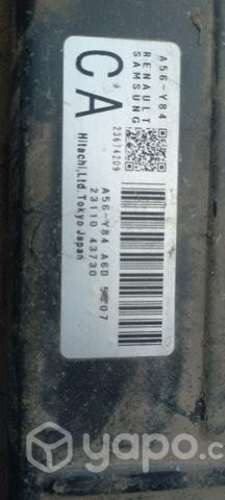 A56-Y84
RENAULT
SAMSUNG
23674209
CA
A56-Y84 A6D
23110 43730
Hitachi,Ltd.Tokyo Japan
yapo.c